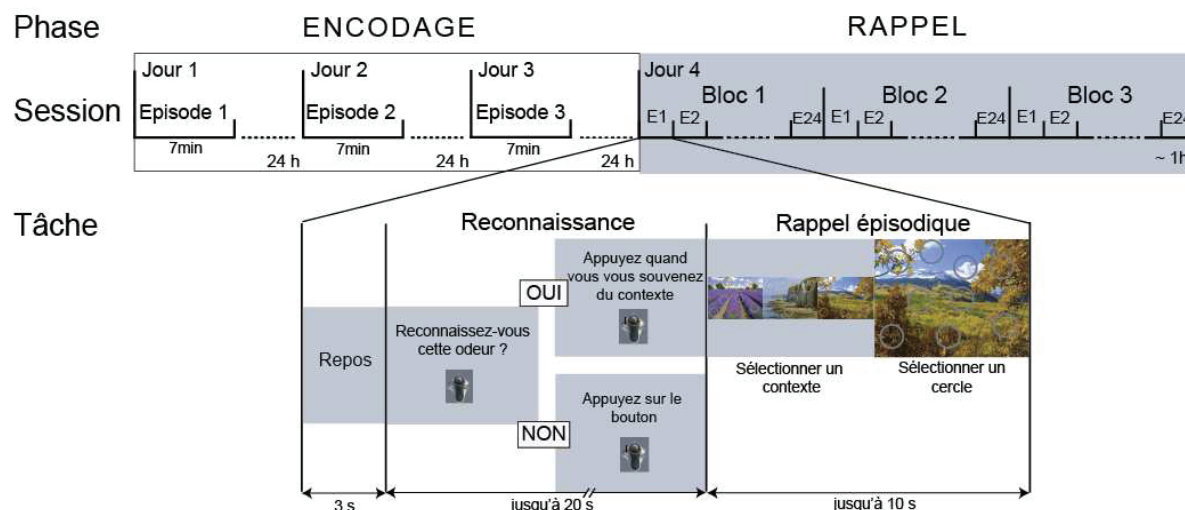 Phase
ENCODAGE
RAPPEL
Session
Jour 1
Jour 2
Jour 3
Jour 4
Episode 1
Episode 2
Episode 3
Bloc 1
Bloc 2
Bloc 3
E1
E2
E24
E1
E2
E24
E1
E2
E24
7min
24 h
7min
24 h
7min
24 h
~ 1h
Tâche
Reconnaissance
Rappel épisodique
Repos
Reconnaissez-vous
cette odeur ?
OUI
Appuyez quand
vous vous souvenez
du contexte
NON
Appuyez sur le
bouton
Sélectionner un
contexte
Sélectionner un
cercle
3 s
jusqu'à 20 s
jusqu'à 10 s